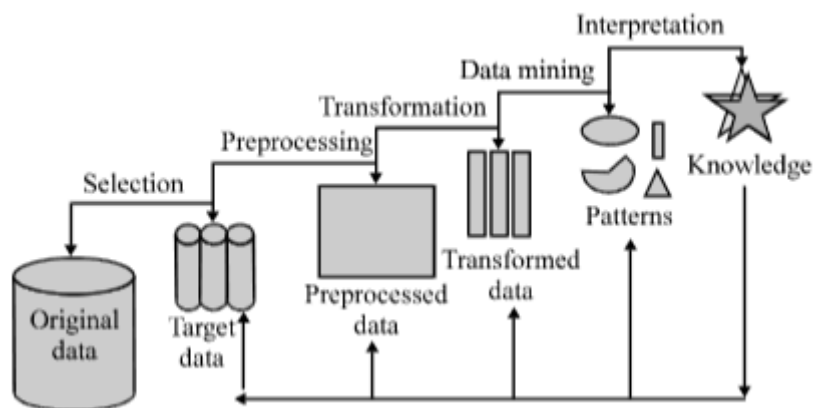 Interpretation
Data mining
Transformation
Preprocessing
Selection
Knowledge
Patterns
Transformed
data
Preprocessed
data
Target
data
Original
data